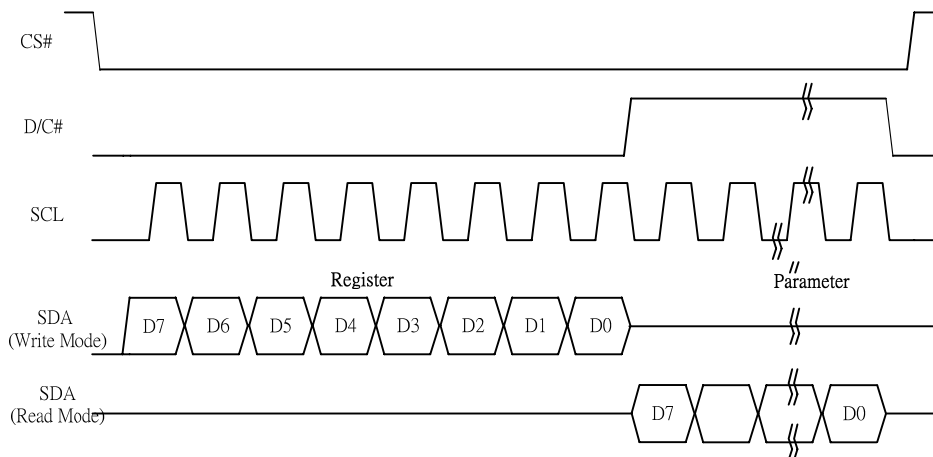 CS#
D/C#
SCL
Register Parameter
SDA
(Write Mode)
D7 D6 D5 D4 D3 D2 D1 D0
SDA
(Read Mode)
D7 D0